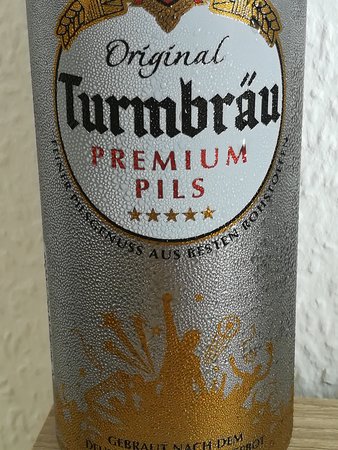 Original
Turmbräu
PREMIUM
PILS
FEINER BIERGENUSS AUS BESTEN ROHSTOFFEN
GEBRAUT NACH DEM